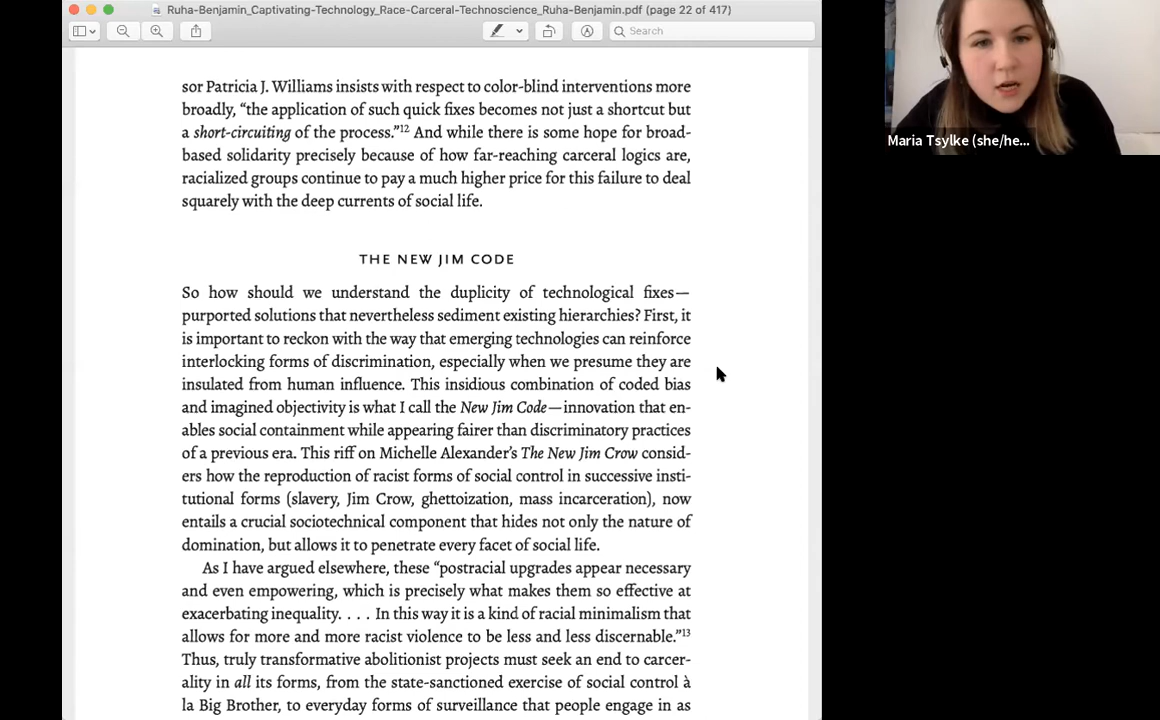 Ruha-Benjamin_Captivating-Technology_Race-Carceral-Technoscience_Ruha-Benjamin.pdf (page 22 of 417)
Search
Maria Tsylke (she/he...
sor Patricia J. Williams insists with respect to color-blind interventions more
broadly, “the application of such quick fixes becomes not just a shortcut but
a short-circuiting of the process.”12 And while there is some hope for broad-
based solidarity precisely because of how far-reaching carceral logics are,
racialized groups continue to pay a much higher price for this failure to deal
squarely with the deep currents of social life.
THE NEW JIM CODE
So how should we understand the duplicity of technological fixes—
purported solutions that nevertheless sediment existing hierarchies? First, it
is important to reckon with the way that emerging technologies can reinforce
interlocking forms of discrimination, especially when we presume they are
insulated from human influence. This insidious combination of coded bias
and imagined objectivity is what I call the New Jim Code—innovation that en-
ables social containment while appearing fairer than discriminatory practices
of a previous era. This riff on Michelle Alexander’s The New Jim Crow consid-
ers how the reproduction of racist forms of social control in successive insti-
tutional forms (slavery, Jim Crow, ghettoization, mass incarceration), now
entails a crucial sociotechnical component that hides not only the nature of
domination, but allows it to penetrate every facet of social life.
As I have argued elsewhere, these “postracial upgrades appear necessary
and even empowering, which is precisely what makes them so effective at
exacerbating inequality. . . . In this way it is a kind of racial minimalism that
allows for more and more racist violence to be less and less discernable.”13
Thus, truly transformative abolitionist projects must seek an end to carcer-
ality in all its forms, from the state-sanctioned exercise of social control à
la Big Brother, to everyday forms of surveillance that people engage in as